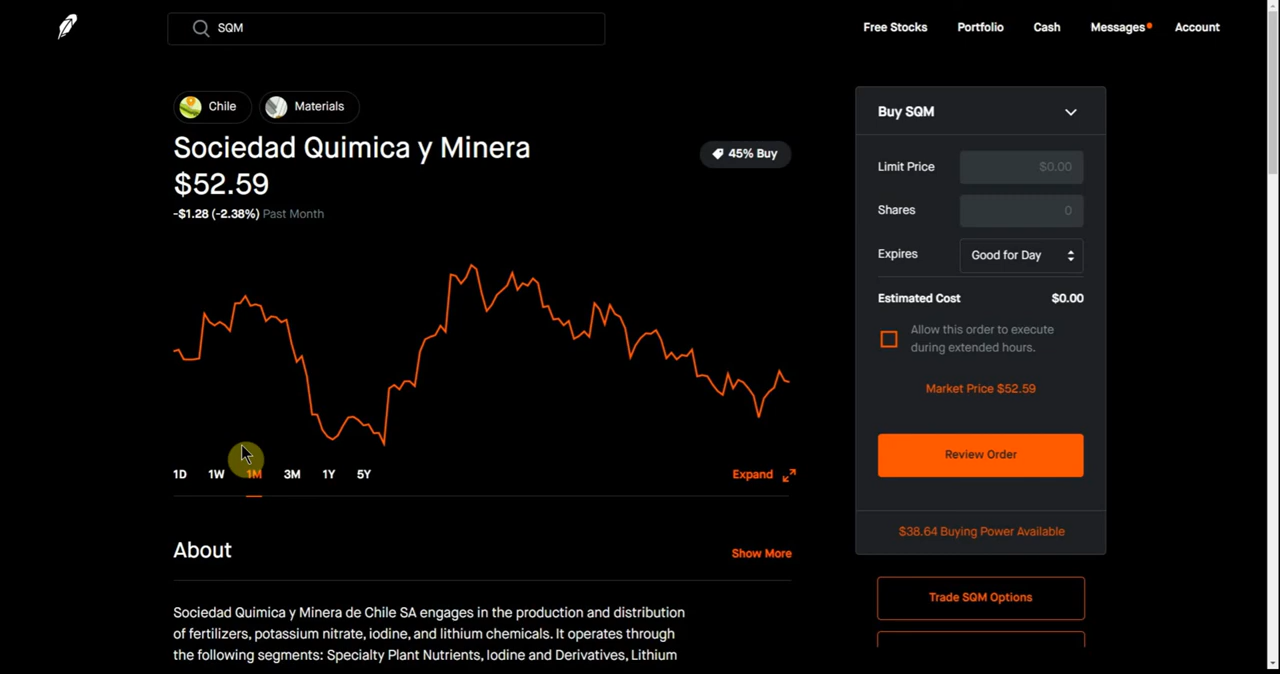 SQM
Free Stocks
Portfolio
Cash
Messages
Account
Chile
Materials
Sociedad Quimica y Minera
$52.59
-$1.28 (-2.38%) Past Month
45% Buy
1D
1W
1M
3M
1Y
5Y
Expand
About
Show More
Sociedad Quimica y Minera de Chile SA engages in the production and distribution
of fertilizers, potassium nitrate, iodine, and lithium chemicals. It operates through
the following segments: Specialty Plant Nutrients, Iodine and Derivatives, Lithium
Buy SQM
Limit Price $0.00
Shares 0
Expires Good for Day
Estimated Cost $0.00
Allow this order to execute
during extended hours.
Market Price $52.59
Review Order
$38.64 Buying Power Available
Trade SQM Options